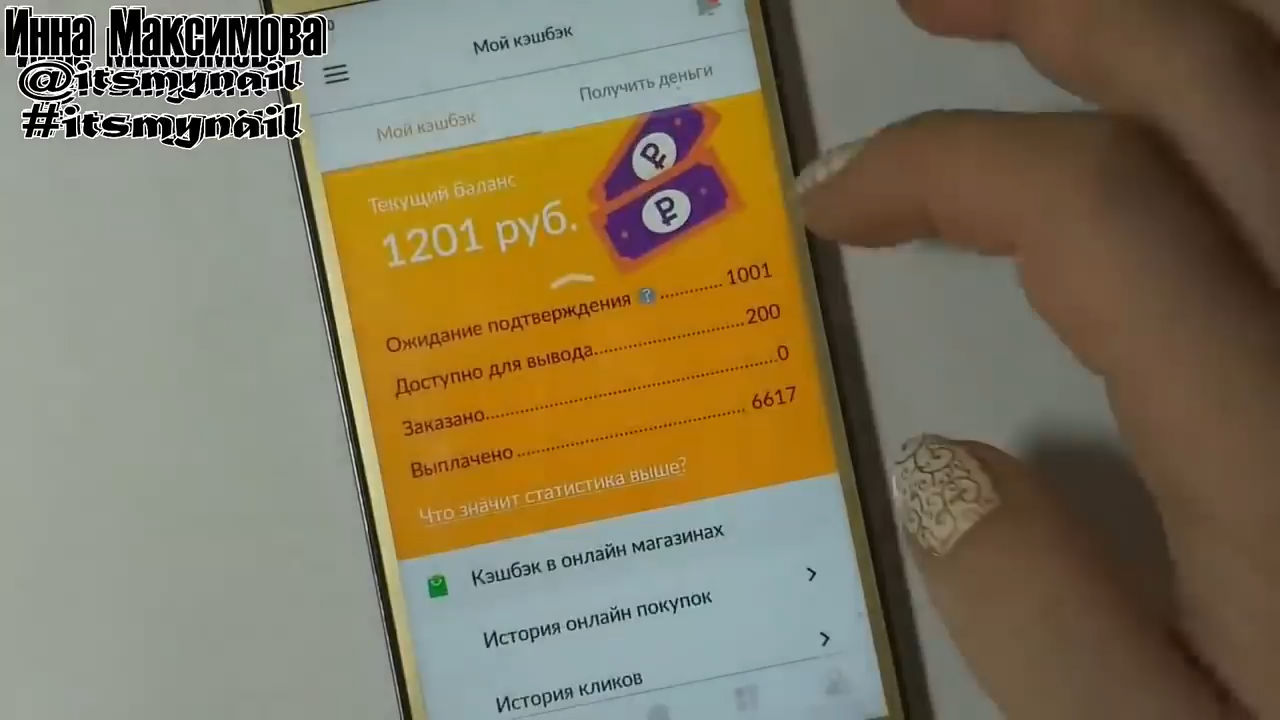 Инна Максимова
@itsmynail
#itsmynail
Мой кэшбэк
Мой кэшбэк
Получить деньги
Текущий баланс
1201 руб.
Ожидание подтверждения ? ............ 1001
Доступно для вывода.............................200
Заказано.......................................................0
Выплачено ........................................... 6617
Что значит статистика выше?
Кэшбэк в онлайн магазинах
История онлайн покупок
История кликов